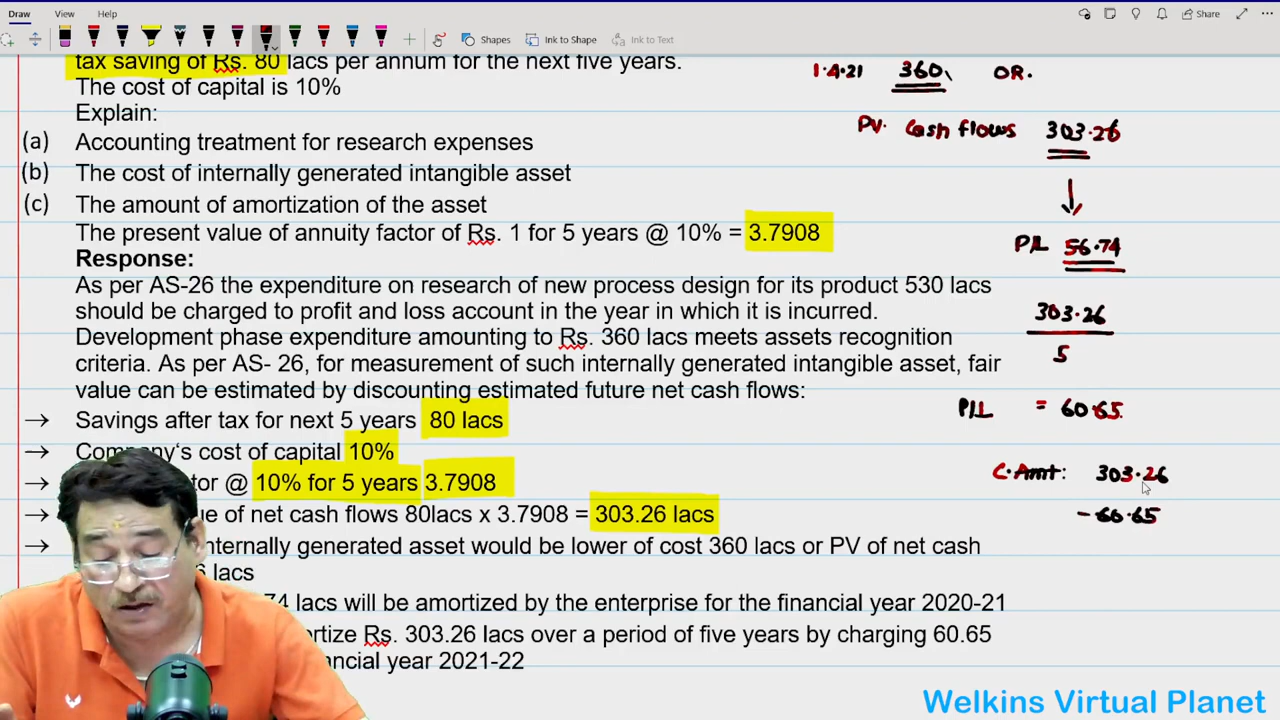 Draw View Help
Share
Shapes Ink to Shape Ink to Text
tax saving of Rs. 80 lacs per annum for the next five years.
The cost of capital is 10%
Explain:
(a) Accounting treatment for research expenses
(b) The cost of internally generated intangible asset
(c) The amount of amortization of the asset
The present value of annuity factor of Rs. 1 for 5 years @ 10% = 3.7908
Response:
As per AS-26 the expenditure on research of new process design for its product 530 lacs
should be charged to profit and loss account in the year in which it is incurred.
Development phase expenditure amounting to Rs. 360 lacs meets assets recognition
criteria. As per AS- 26, for measurement of such internally generated intangible asset, fair
value can be estimated by discounting estimated future net cash flows:
→ Savings after tax for next 5 years 80 lacs
→ Company's cost of capital 10%
→ tor @ 10% for 5 years 3.7908
→ ue of net cash flows 80lacs x 3.7908 = 303.26 lacs
→ nternally generated asset would be lower of cost 360 lacs or PV of net cash
lacs
74 lacs will be amortized by the enterprise for the financial year 2020-21
ortize Rs. 303.26 lacs over a period of five years by charging 60.65
ancial year 2021-22
1·4·21 360, OR.
PV. Cash flows 303.26
↓
P/L 56.74
303.26
5
P/L = 60.65
C.Amt: 303.26
- 60.65
Welkins Virtual Planet